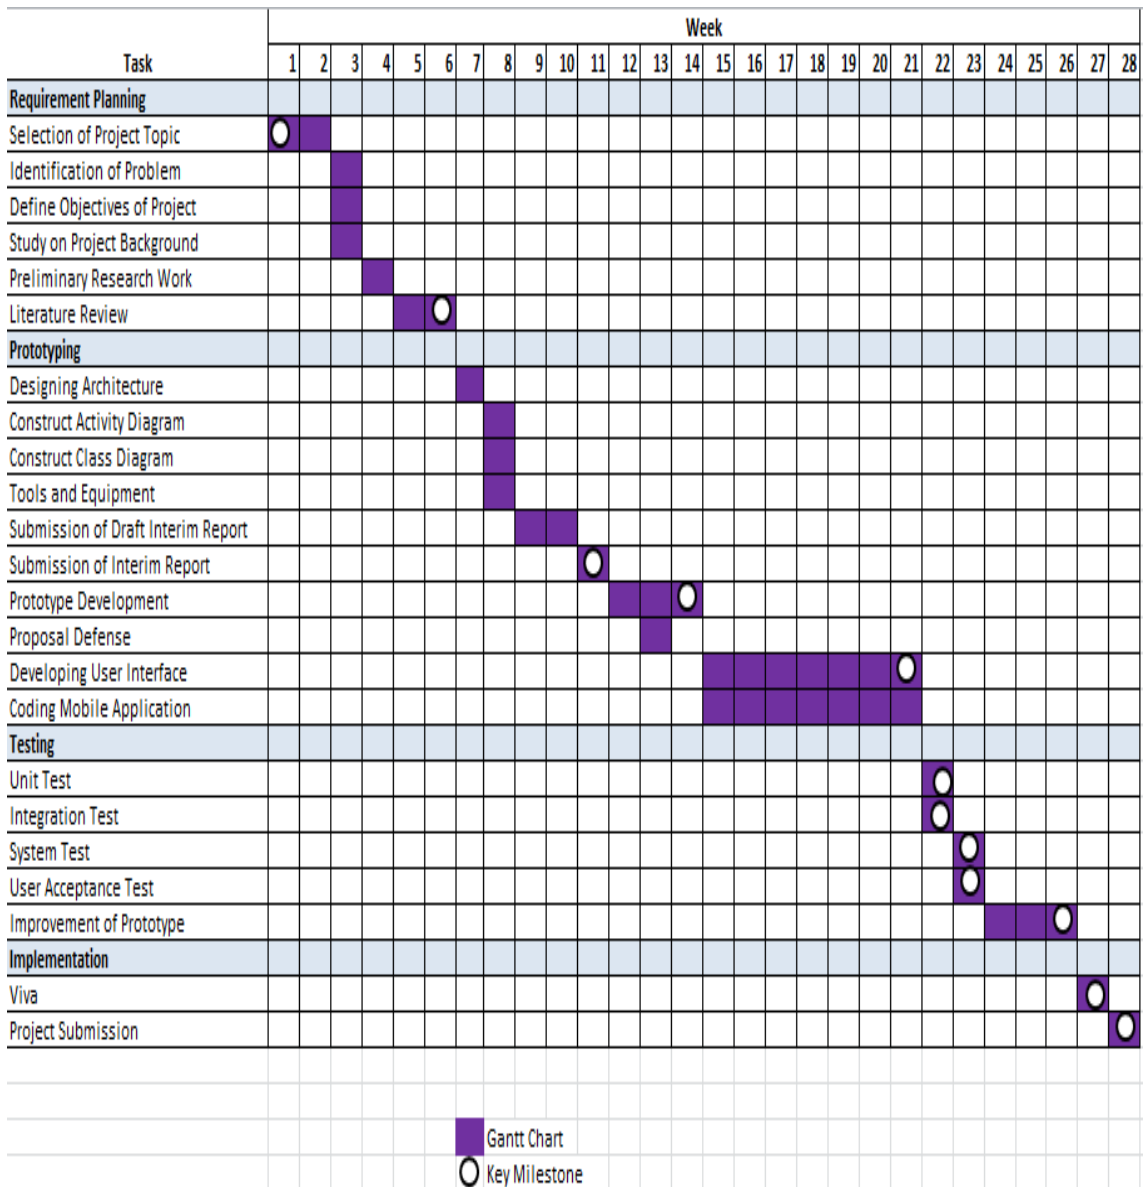 Week
Task 1 2 3 4 5 6 7 8 9 10 11 12 13 14 15 16 17 18 19 20 21 22 23 24 25 26 27 28
Requirement Planning
Selection of Project Topic
Identification of Problem
Define Objectives of Project
Study on Project Background
Preliminary Research Work
Literature Review
Prototyping
Designing Architecture
Construct Activity Diagram
Construct Class Diagram
Tools and Equipment
Submission of Draft Interim Report
Submission of Interim Report
Prototype Development
Proposal Defense
Developing User Interface
Coding Mobile Application
Testing
Unit Test
Integration Test
System Test
User Acceptance Test
Improvement of Prototype
Implementation
Viva
Project Submission
Gantt Chart
Key Milestone